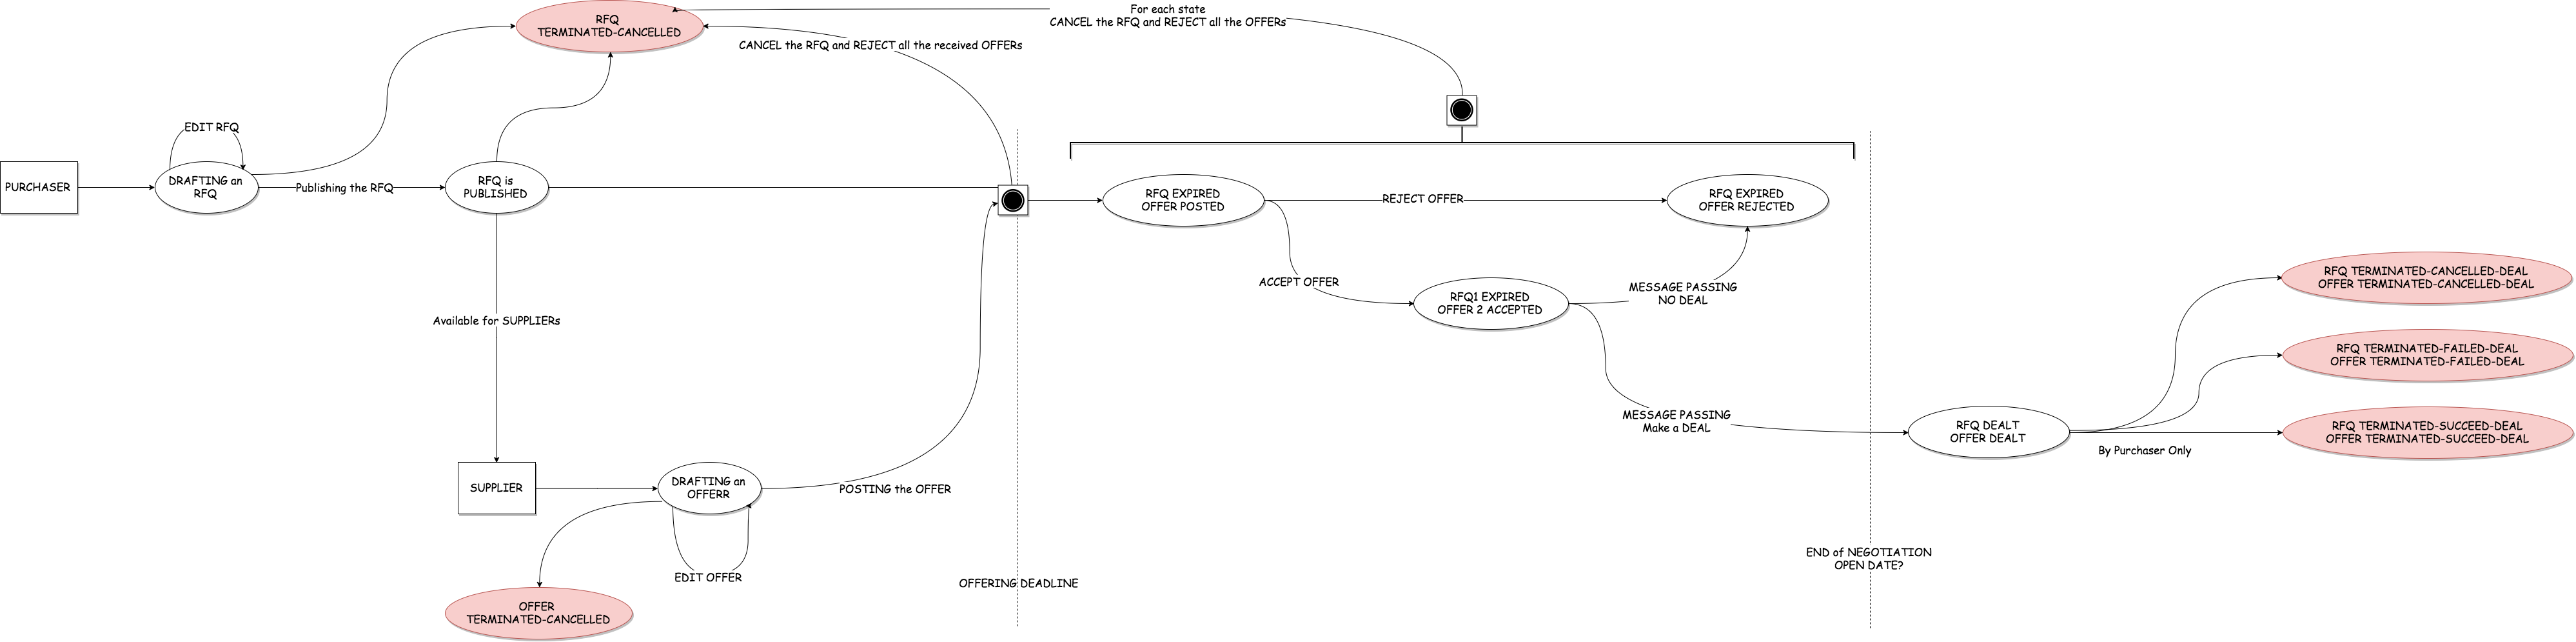 RFQ
TERMINATED-CANCELLED
For each state
CANCEL the RFQ and REJECT all the OFFERs
CANCEL the RFQ and REJECT all the received OFFERs
EDIT RFQ
PURCHASER
DRAFTING an
RFQ
Publishing the RFQ
RFQ is
PUBLISHED
RFQ EXPIRED
OFFER POSTED
REJECT OFFER
RFQ EXPIRED
OFFER REJECTED
ACCEPT OFFER
RFQ1 EXPIRED
OFFER 2 ACCEPTED
MESSAGE PASSING
NO DEAL
RFQ TERMINATED-CANCELLED-DEAL
OFFER TERMINATED-CANCELLED-DEAL
Available for SUPPLIERs
RFQ TERMINATED-FAILED-DEAL
OFFER TERMINATED-FAILED-DEAL
MESSAGE PASSING
Make a DEAL
RFQ DEALT
OFFER DEALT
RFQ TERMINATED-SUCCEED-DEAL
OFFER TERMINATED-SUCCEED-DEAL
By Purchaser Only
SUPPLIER
DRAFTING an
OFFERR
POSTING the OFFER
EDIT OFFER
OFFERING DEADLINE
END of NEGOTIATION
OPEN DATE?
OFFER
TERMINATED-CANCELLED